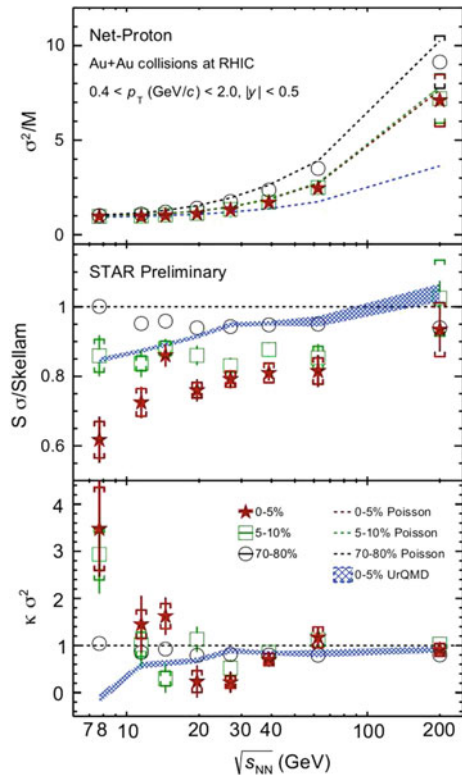 Net-Proton
Au+Au collisions at RHIC
0.4 < p_T (GeV/c) < 2.0, |y| < 0.5
10
5
0
σ²/M
STAR Preliminary
1
0.8
0.6
S σ/Skellam
0-5%
5-10%
70-80%
0-5% Poisson
5-10% Poisson
70-80% Poisson
0-5% UrQMD
4
3
2
1
0
κ σ²
7 8 10 20 30 40 100 200
√s_NN (GeV)